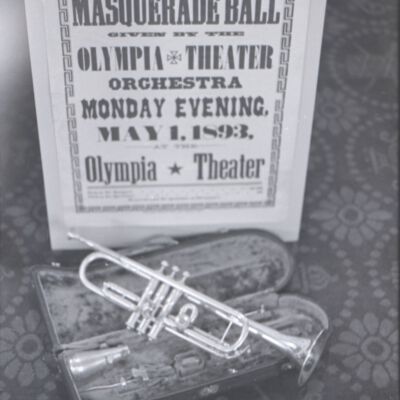 MASQUERADE BALL
GIVEN BY THE
OLYMPIA THEATER
ORCHESTRA
MONDAY EVENING,
MAY 1, 1893,
AT THE
Olympia ★ Theater